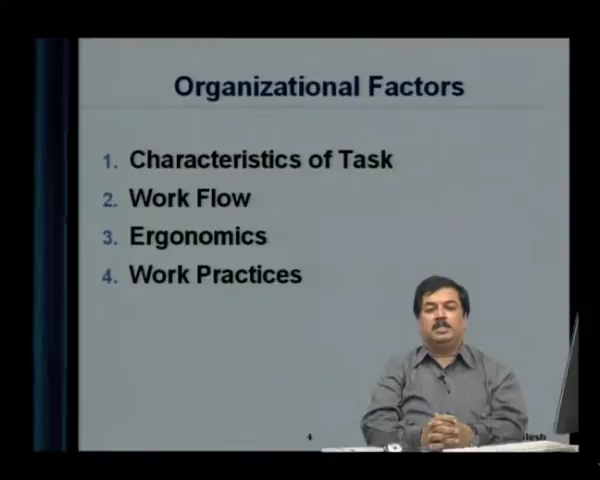 Organizational Factors
1. Characteristics of Task
2. Work Flow
3. Ergonomics
4. Work Practices
4